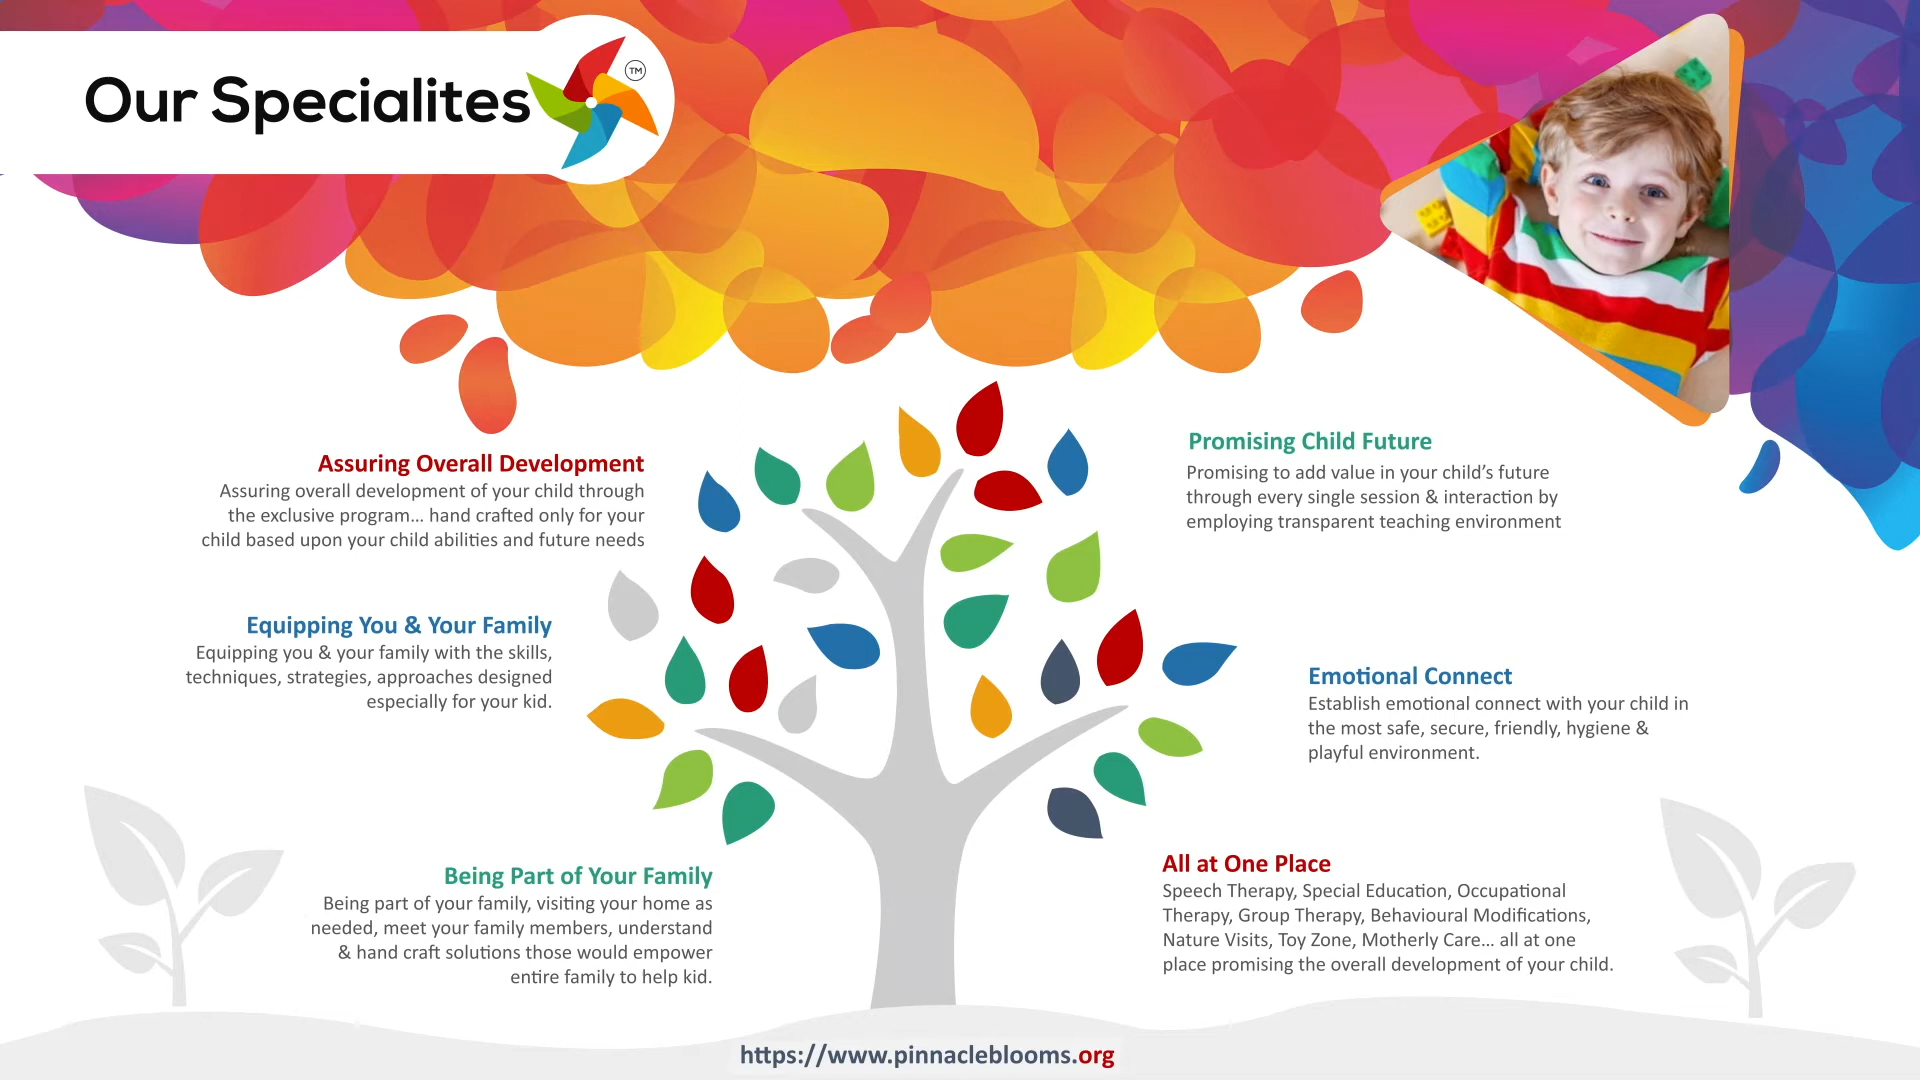 Our Specialites
TM
Assuring Overall Development
Assuring overall development of your child through
the exclusive program... hand crafted only for your
child based upon your child abilities and future needs
Equipping You & Your Family
Equipping you & your family with the skills,
techniques, strategies, approaches designed
especially for your kid.
Being Part of Your Family
Being part of your family, visiting your home as
needed, meet your family members, understand
& hand craft solutions those would empower
entire family to help kid.
Promising Child Future
Promising to add value in your child’s future
through every single session & interaction by
employing transparent teaching environment
Emotional Connect
Establish emotional connect with your child in
the most safe, secure, friendly, hygiene &
playful environment.
All at One Place
Speech Therapy, Special Education, Occupational
Therapy, Group Therapy, Behavioural Modifications,
Nature Visits, Toy Zone, Motherly Care... all at one
place promising the overall development of your child.
https://www.pinnacleblooms.org